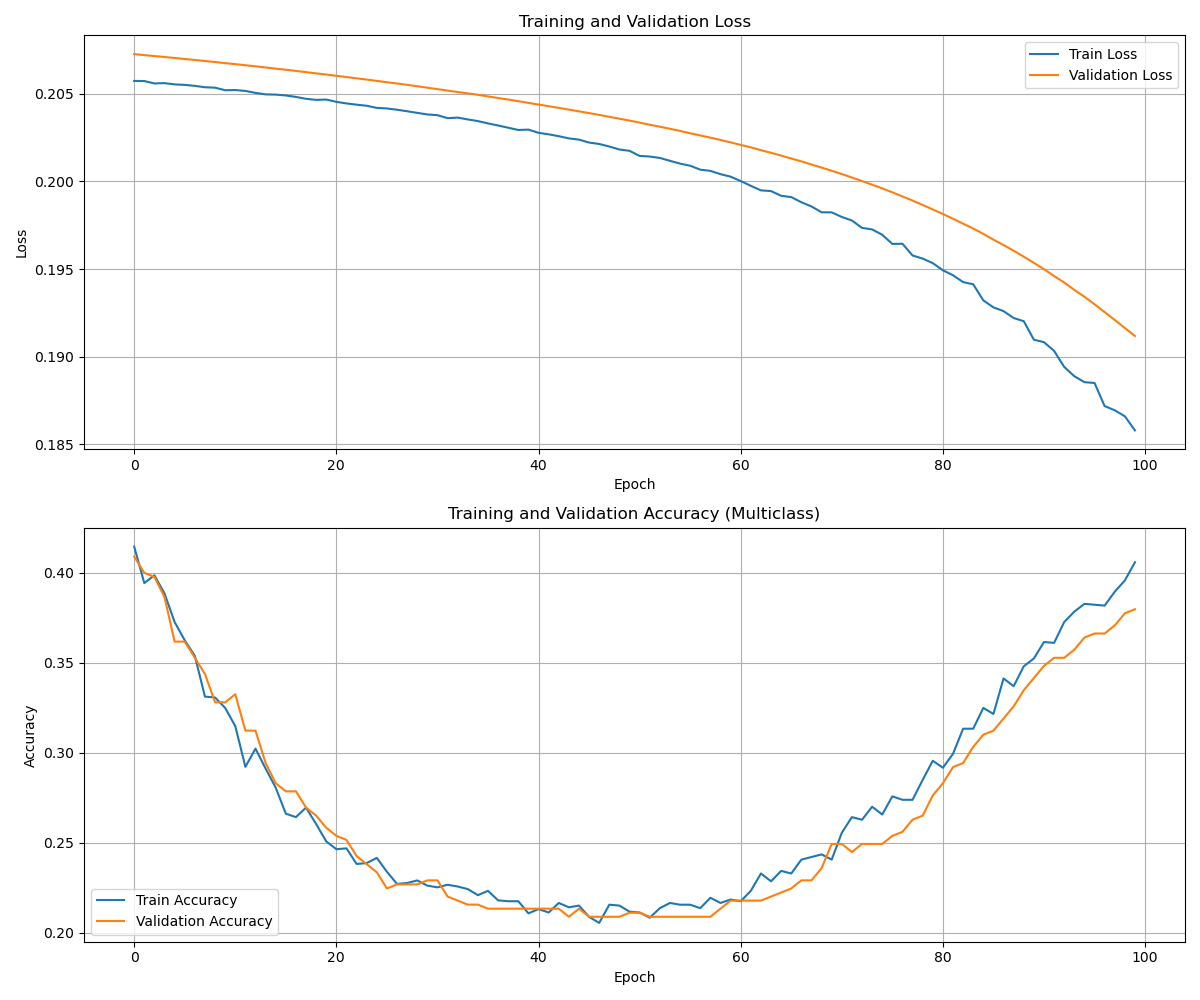 Training and Validation Loss
Train Loss
Validation Loss
0.205
0.200
0.195
0.190
0.185
Loss
0 20 40 60 80 100
Epoch
Training and Validation Accuracy (Multiclass)
0.40
0.35
0.30
0.25
0.20
Accuracy
Train Accuracy
Validation Accuracy
0 20 40 60 80 100
Epoch